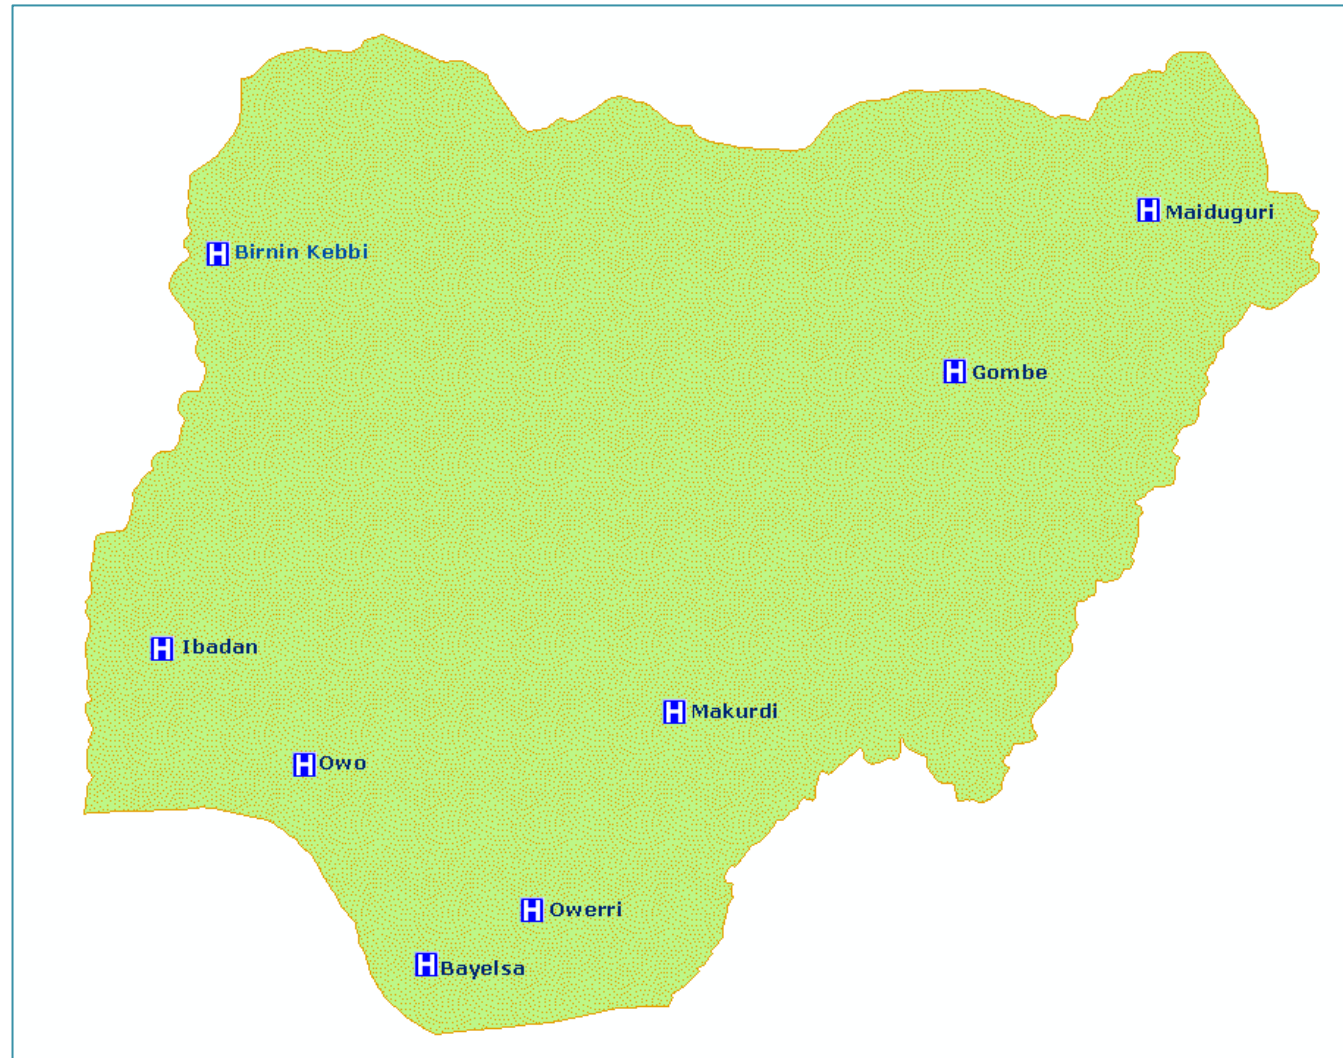 H Maiduguri
H Birnin Kebbi
H Gombe
H Ibadan
H Makurdi
H Owo
H Owerri
H Bayelsa